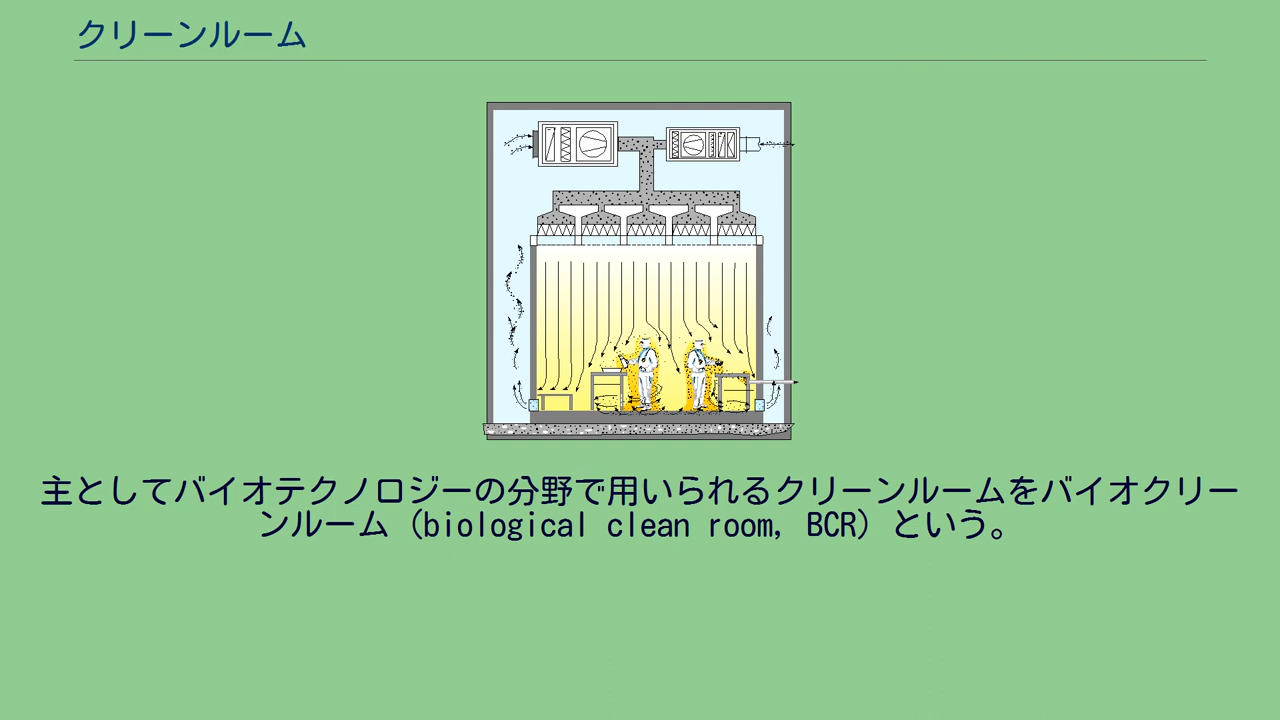 クリーンルーム
主としてバイオテクノロジーの分野で用いられるクリーンルームをバイオクリー
ンルーム (biological clean room, BCR) という。